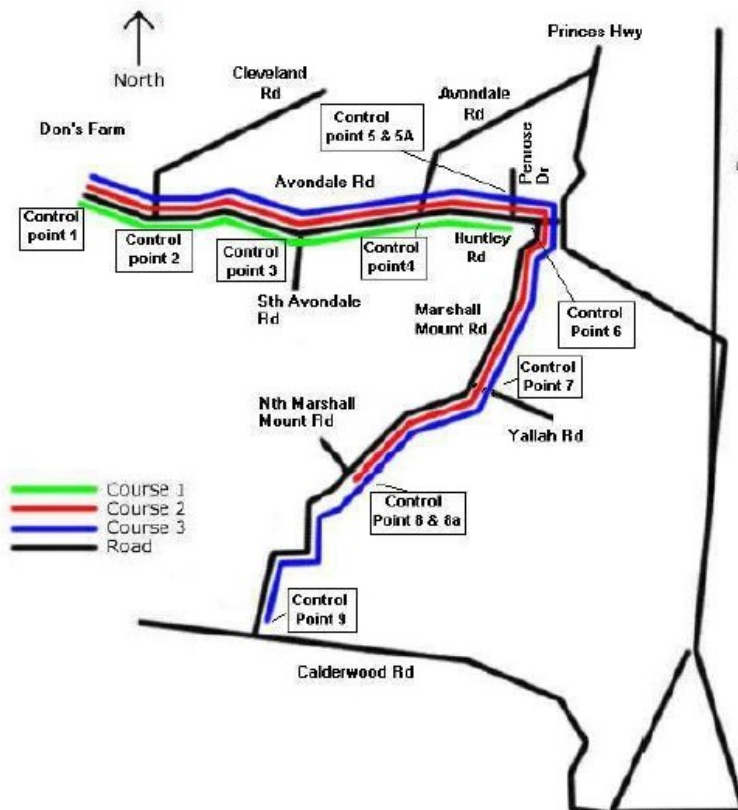 Princes Hwy
North
Cleveland
Rd
Avondale
Rd
Control
point 5 & 5A
Penrose
Dr
Don's Farm
Avondale Rd
Control
point 1
Control
point 2
Control
point 3
Control
point4
Huntley
Rd
Sth Avondale
Rd
Marshall
Mount Rd
Control
Point 6
Control
Point 7
Nth Marshall
Mount Rd
Yallah Rd
Course 1
Course 2
Course 3
Road
Control
Point 8 & 8a
Control
Point 9
Calderwood Rd